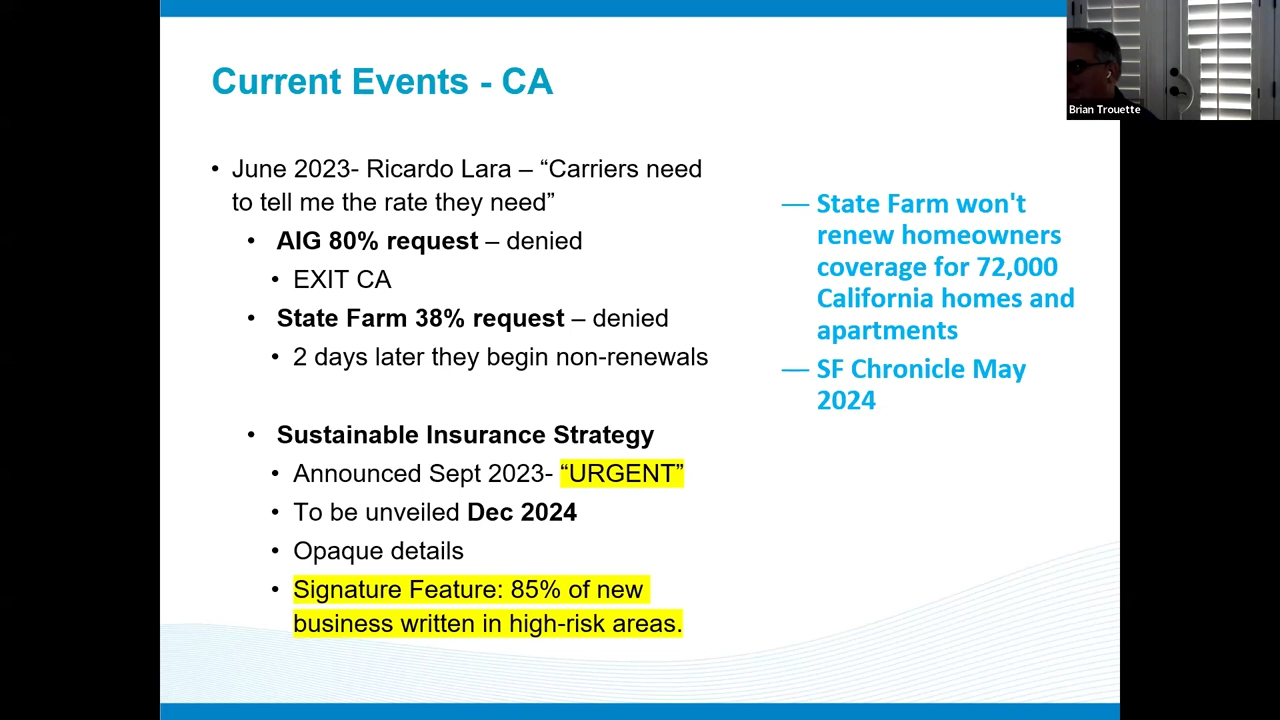 Current Events - CA
Brian Trouette
• June 2023- Ricardo Lara – “Carriers need
to tell me the rate they need”
• AIG 80% request – denied
• EXIT CA
• State Farm 38% request – denied
• 2 days later they begin non-renewals
• Sustainable Insurance Strategy
• Announced Sept 2023- “URGENT”
• To be unveiled Dec 2024
• Opaque details
• Signature Feature: 85% of new
business written in high-risk areas.
— State Farm won't
renew homeowners
coverage for 72,000
California homes and
apartments
— SF Chronicle May
2024